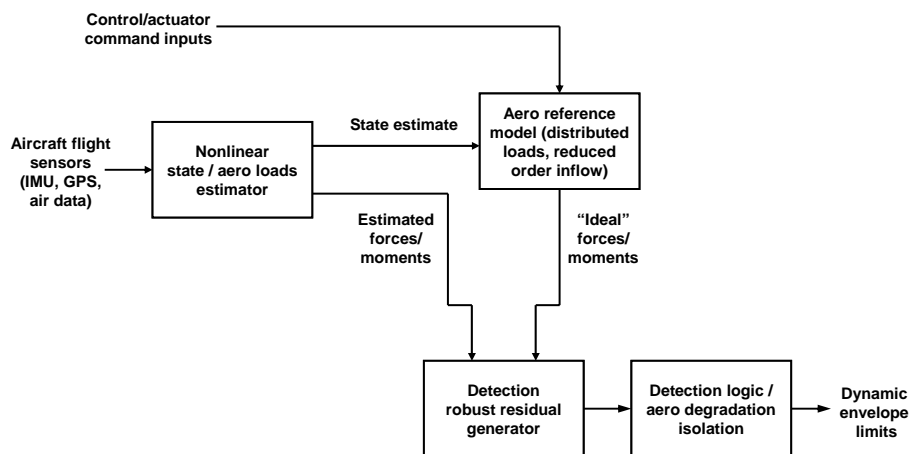 Control/actuator
command inputs
Aero reference
model (distributed
loads, reduced
order inflow)
State estimate
Aircraft flight
sensors
(IMU, GPS,
air data)
Nonlinear
state / aero loads
estimator
Estimated
forces/
moments
“Ideal”
forces/
moments
Detection
robust residual
generator
Detection logic /
aero degradation
isolation
Dynamic
envelope
limits